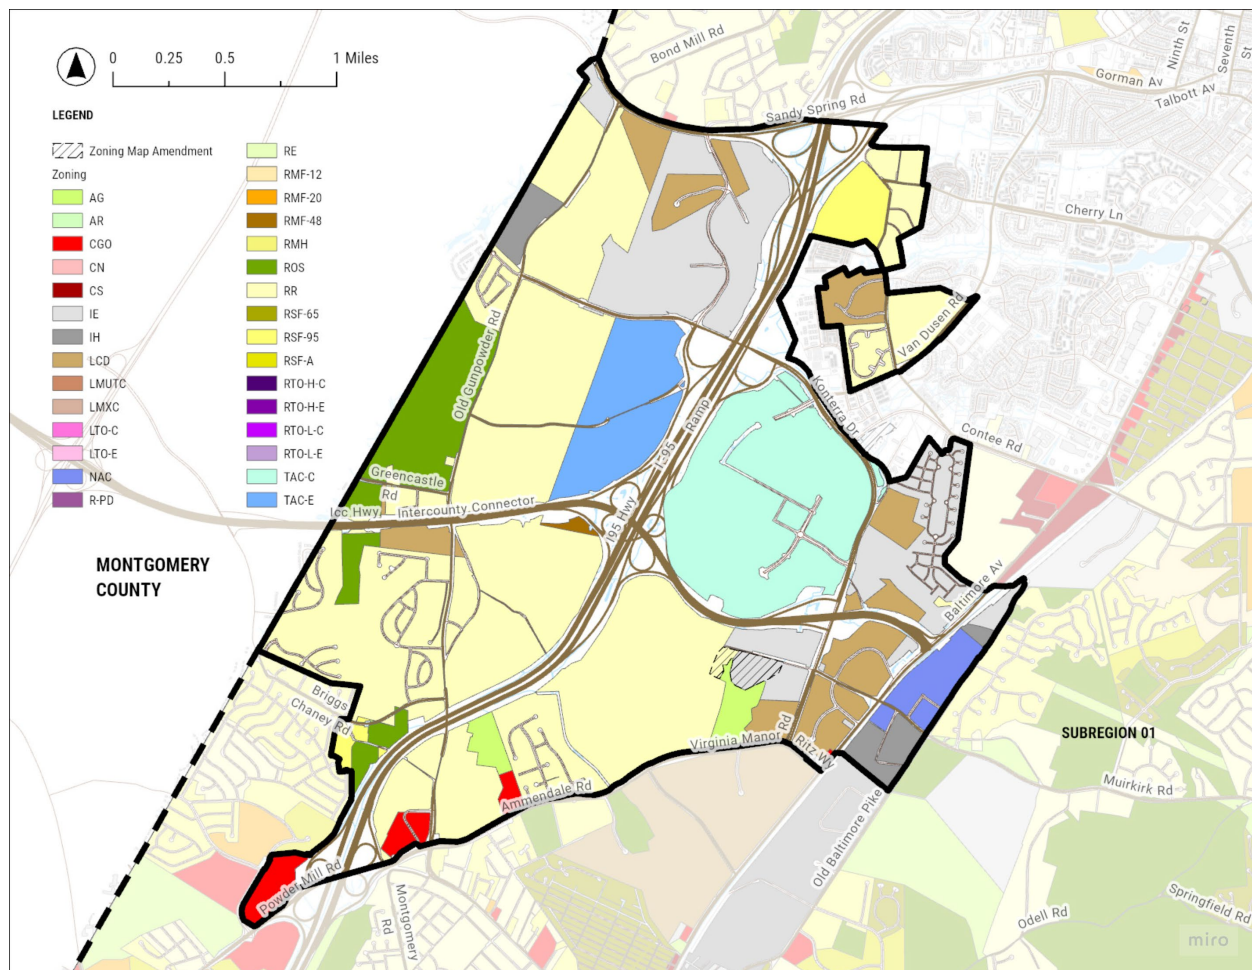 0 0.25 0.5 1 Miles
LEGEND
Zoning Map Amendment
Zoning
AG
AR
CGO
CN
CS
IE
IH
LCD
LMUTC
LMXC
LTO-C
LTO-E
NAC
R-PD
RE
RMF-12
RMF-20
RMF-48
RMH
ROS
RR
RSF-65
RSF-95
RSF-A
RTO-H-C
RTO-H-E
RTO-L-C
RTO-L-E
TAC-C
TAC-E
Bond Mill Rd
Ninth St
Seventh
St
Gorman Av
Talbott Av
Sandy Spring Rd
Cherry Ln
Van Dusen Rd
Old Gunpowder Rd
Konterra Dr
Ramp
I-95
Contee Rd
Greencastle
Rd
Icc Hwy
Intercounty Connector
I95 Hwy
MONTGOMERY
COUNTY
Baltimore Av
Briggs
Chaney Rd
Virginia Manor Rd
Ritz Wy
SUBREGION 01
Ammendale Rd
Muirkirk Rd
Old Baltimore Pike
Powder Mill Rd
Montgomery
Rd
Odell Rd
Springfield Rd
miro